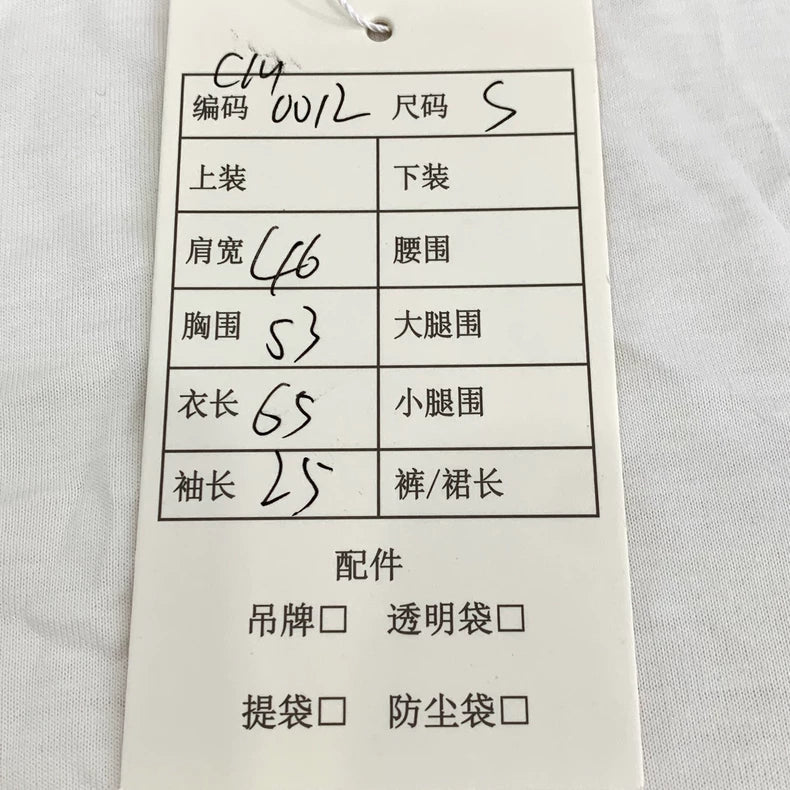 C14
编码 0012 尺码 S
上装 下装
肩宽 46 腰围
胸围 53 大腿围
衣长 65 小腿围
袖长 25 裤/裙长
配件
吊牌□ 透明袋□
提袋□ 防尘袋□